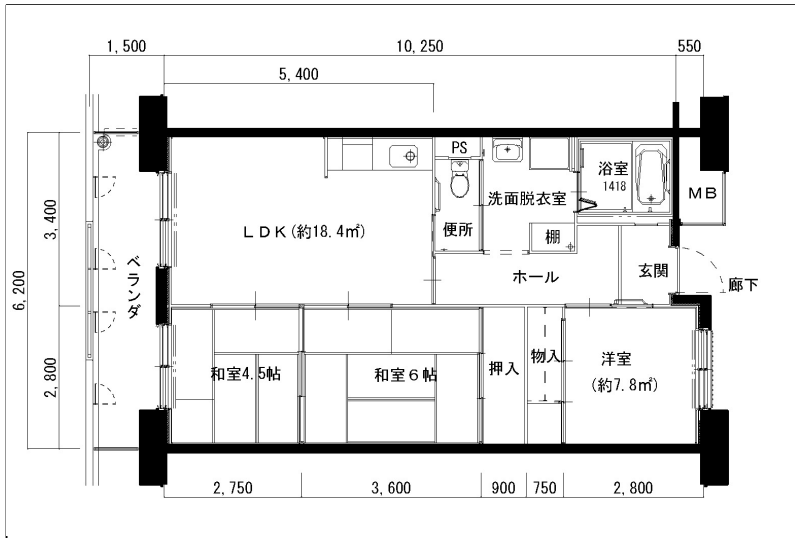 1,500
10,250
550
5,400
PS
浴室
1418
MB
洗面脱衣室
3,400
LDK(約18.4㎡)
便所
棚
6,200
ベランダ
ホール
玄関
廊下
2,800
和室4.5帖
和室6帖
押入
物入
洋室
(約7.8㎡)
2,750
3,600
900
750
2,800